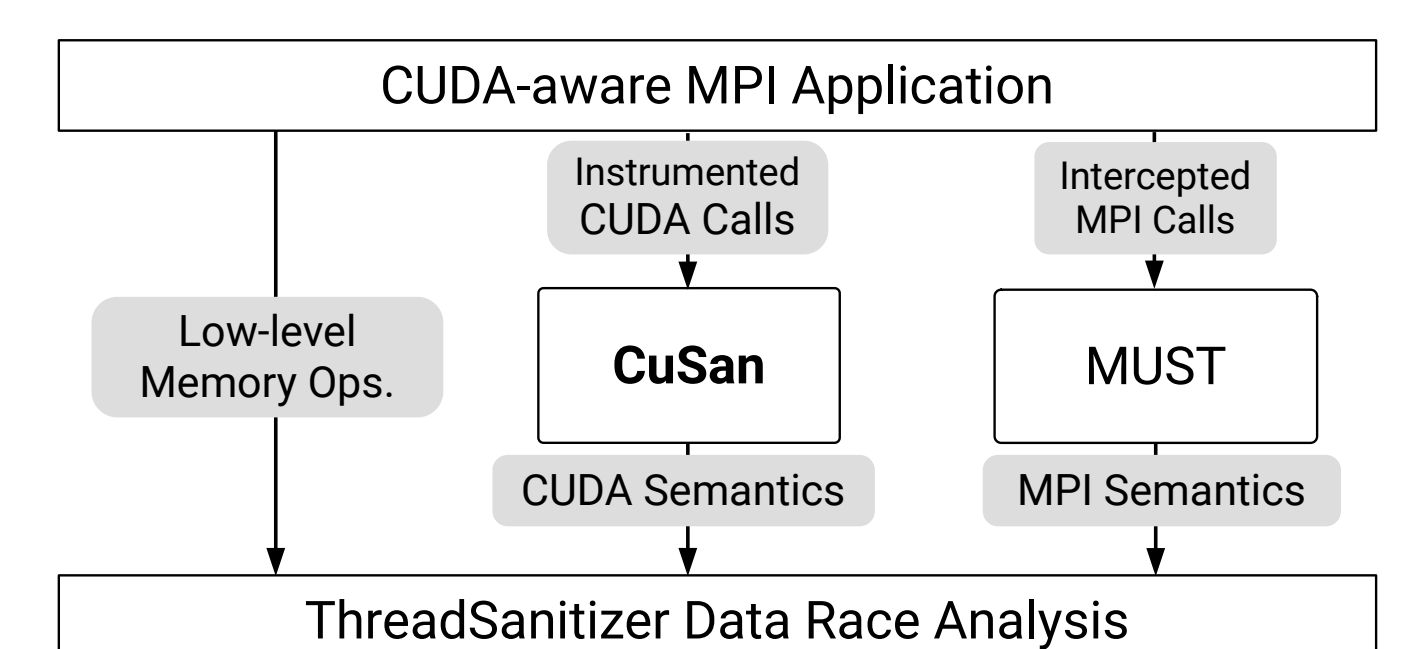 CUDA-aware MPI Application
Instrumented
CUDA Calls
Intercepted
MPI Calls
Low-level
Memory Ops.
CuSan
MUST
CUDA Semantics
MPI Semantics
ThreadSanitizer Data Race Analysis